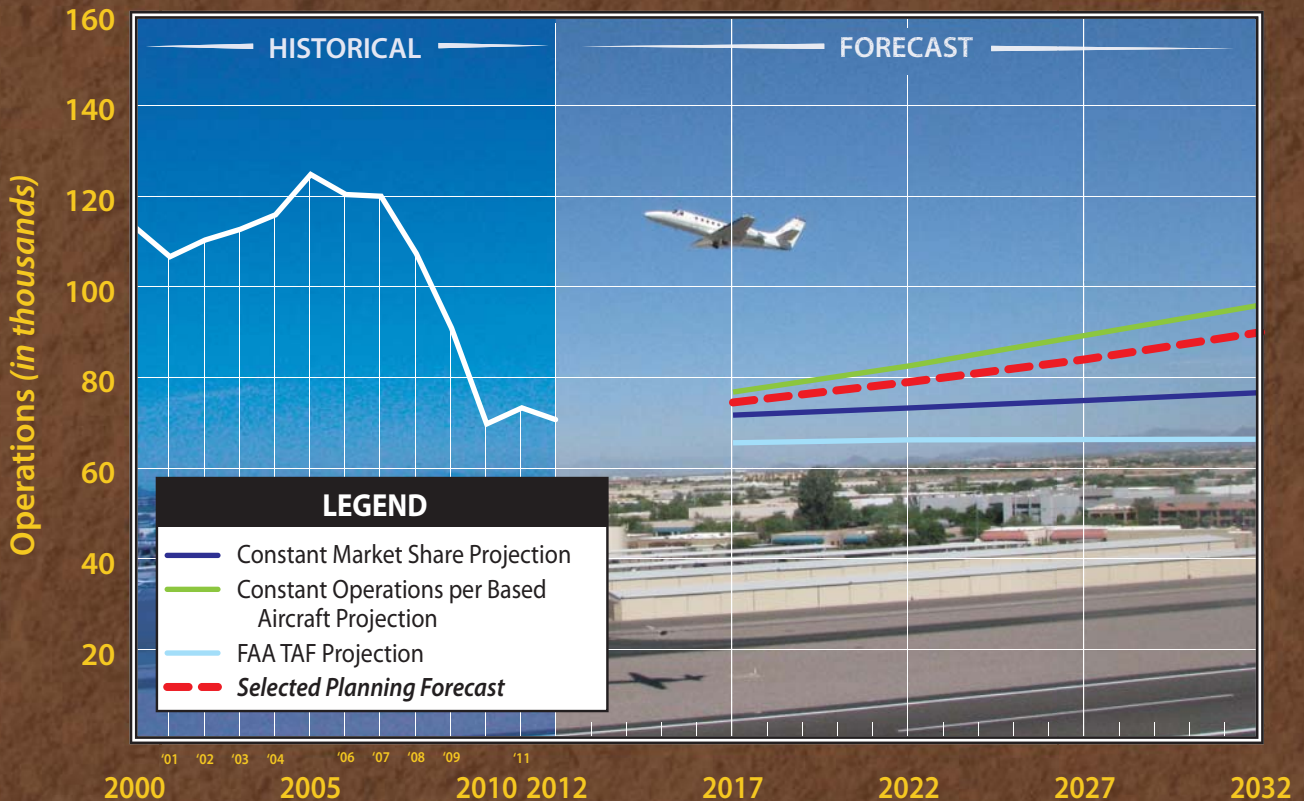 160
HISTORICAL
FORECAST
140
120
100
80
60
40
20
Operations (in thousands)
LEGEND
Constant Market Share Projection
Constant Operations per Based
Aircraft Projection
FAA TAF Projection
Selected Planning Forecast
'01 '02 '03 '04 '06 '07 '08 '09 '11
2000 2005 2010 2012 2017 2022 2027 2032